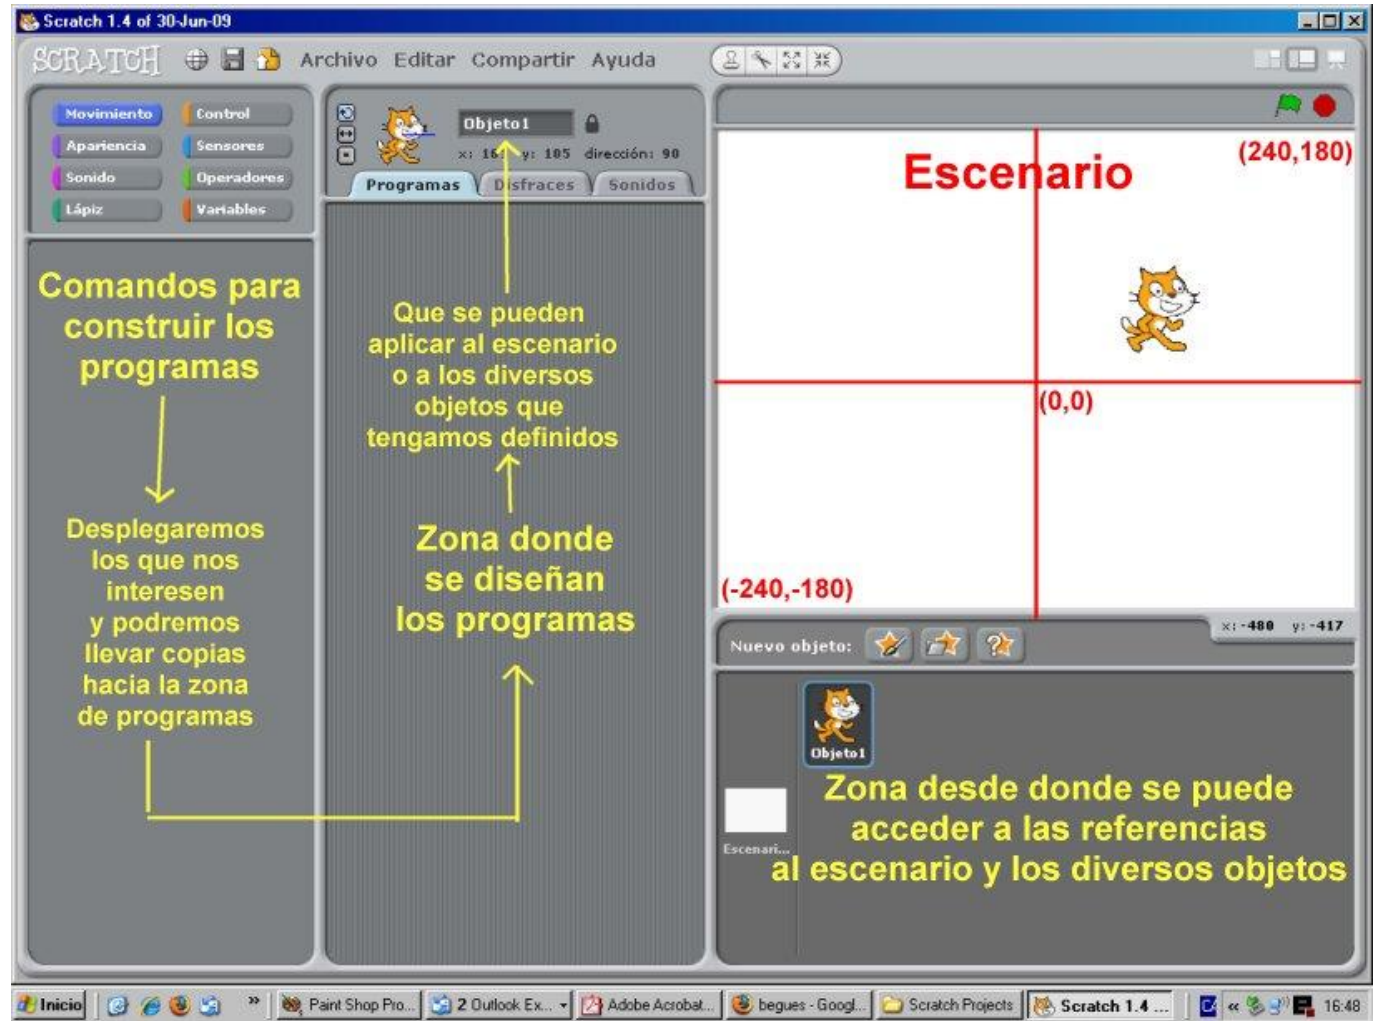 Scratch 1.4 of 30-Jun-09
SCRATCH Archivo Editar Compartir Ayuda
Movimiento Control
Apariencia Sensores
Sonido Operadores
Lápiz Variables
Comandos para
construir los
programas
Desplegaremos
los que nos
interesen
y podremos
llevar copias
hacia la zona
de programas
Objeto1
y: 105 dirección: 90
Programas Disfraces Sonidos
Que se pueden
aplicar al escenario
o a los diversos
objetos que
tengamos definidos
Zona donde
se diseñan
los programas
Escenario
(240,180)
(0,0)
(-240,-180)
x: -480 y: -417
Nuevo objeto:
Objeto1
Escenari...
Zona desde donde se puede
acceder a las referencias
al escenario y los diversos objetos
Inicio » Paint Shop Pro... 2 Outlook Ex... Adobe Acrobat... begues - Googl... Scratch Projects Scratch 1.4 ... « 16:48